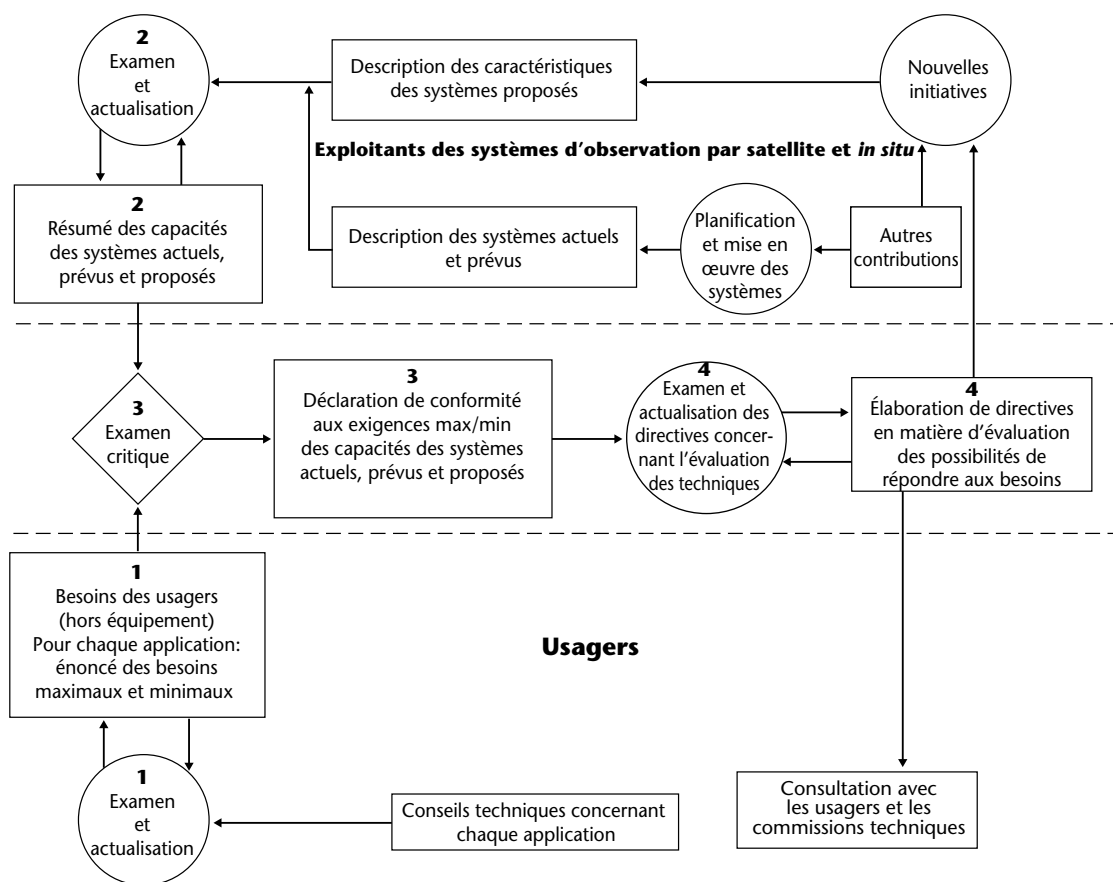 2
Examen
et
actualisation
Description des caractéristiques
des systèmes proposés
Nouvelles
initiatives
Exploitants des systèmes d’observation par satellite et in situ
2
Résumé des capacités
des systèmes actuels,
prévus et proposés
Description des systèmes actuels
et prévus
Planification
et mise en
œuvre des
systèmes
Autres
contributions
3
Examen
critique
3
Déclaration de conformité
aux exigences max/min
des capacités des systèmes
actuels, prévus et proposés
4
Examen et
actualisation des
directives concer-
nant l’évaluation
des techniques
4
Élaboration de directives
en matière d’évaluation
des possibilités de
répondre aux besoins
1
Besoins des usagers
(hors équipement)
Pour chaque application:
énoncé des besoins
maximaux et minimaux
Usagers
1
Examen
et
actualisation
Conseils techniques concernant
chaque application
Consultation avec
les usagers et les
commissions techniques